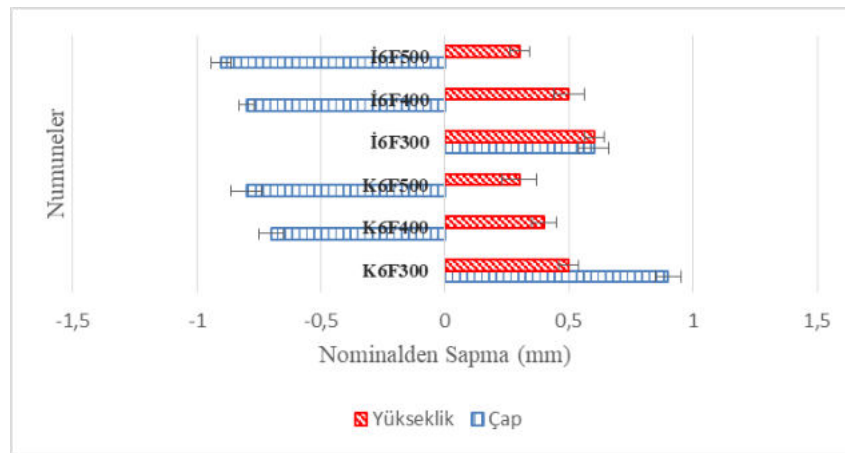 Numuneler
İ6F500
İ6F400
İ6F300
K6F500
K6F400
K6F300
-1,5 -1 -0,5 0 0,5 1 1,5
Nominalden Sapma (mm)
Yükseklik Çap